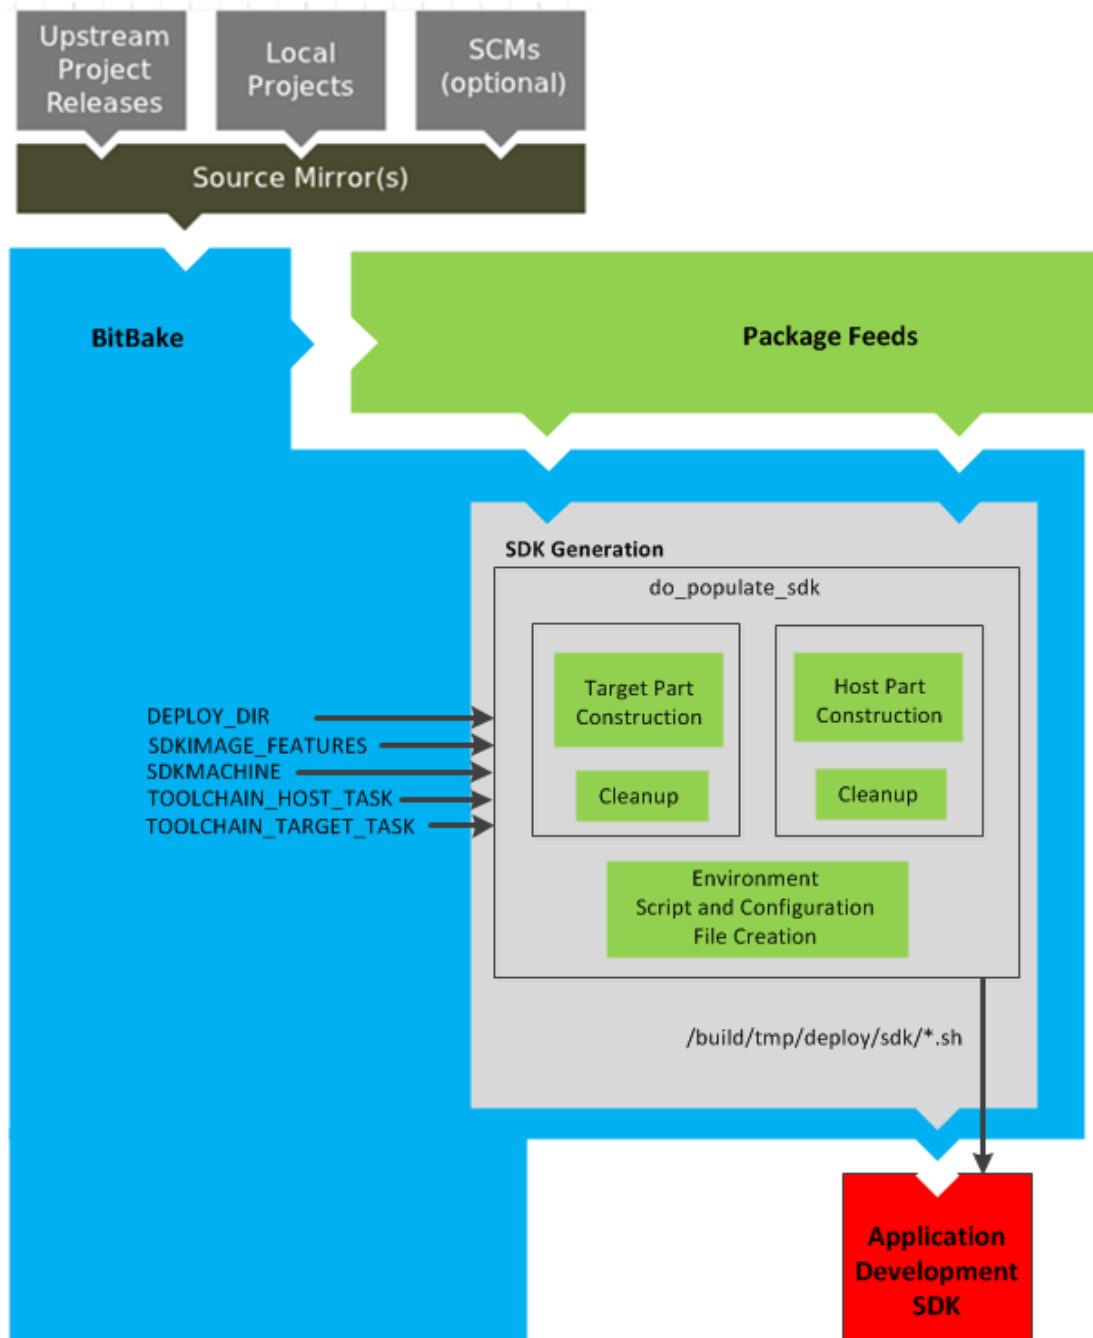 Upstream
Project
Releases
Local
Projects
SCMs
(optional)
Source Mirror(s)
BitBake
Package Feeds
SDK Generation
do_populate_sdk
Target Part
Construction
Host Part
Construction
Cleanup
Cleanup
DEPLOY_DIR
SDKIMAGE_FEATURES
SDKMACHINE
TOOLCHAIN_HOST_TASK
TOOLCHAIN_TARGET_TASK
Environment
Script and Configuration
File Creation
/build/tmp/deploy/sdk/*.sh
Application
Development
SDK